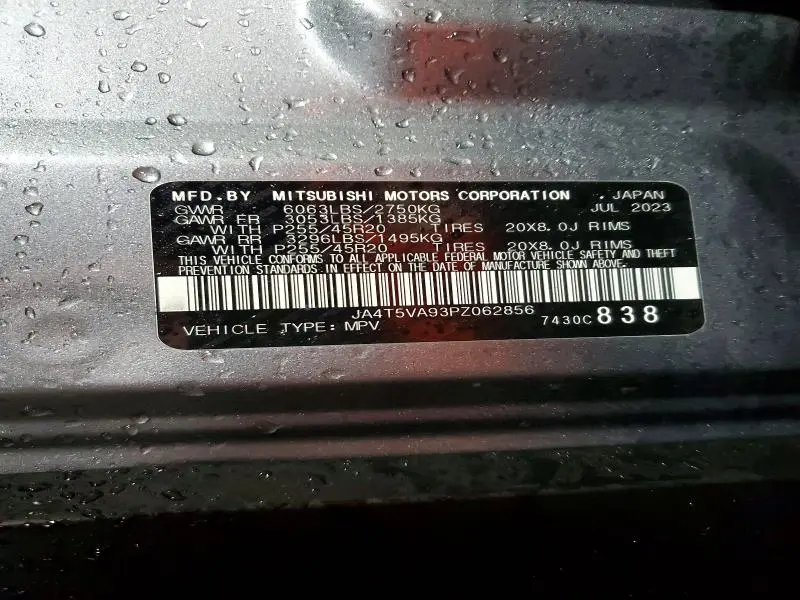 MFD.BY MITSUBISHI MOTORS CORPORATION , JAPAN
GVWR 6063LBS/2750KG JUL 2023
GAWR FR 3053LBS/1385KG
WITH P255/45R20 TIRES 20X8.0J RIMS
GAWR RR 3296LBS/1495KG
WITH P255/45R20 TIRES 20X8.0J RIMS
THIS VEHICLE CONFORMS TO ALL APPLICABLE FEDERAL MOTOR VEHICLE SAFETY AND THEFT
PREVENTION STANDARDS IN EFFECT ON THE DATE OF MANUFACTURE SHOWN ABOVE.
JA4T5VA93PZ062856
VEHICLE TYPE: MPV 7430C 838